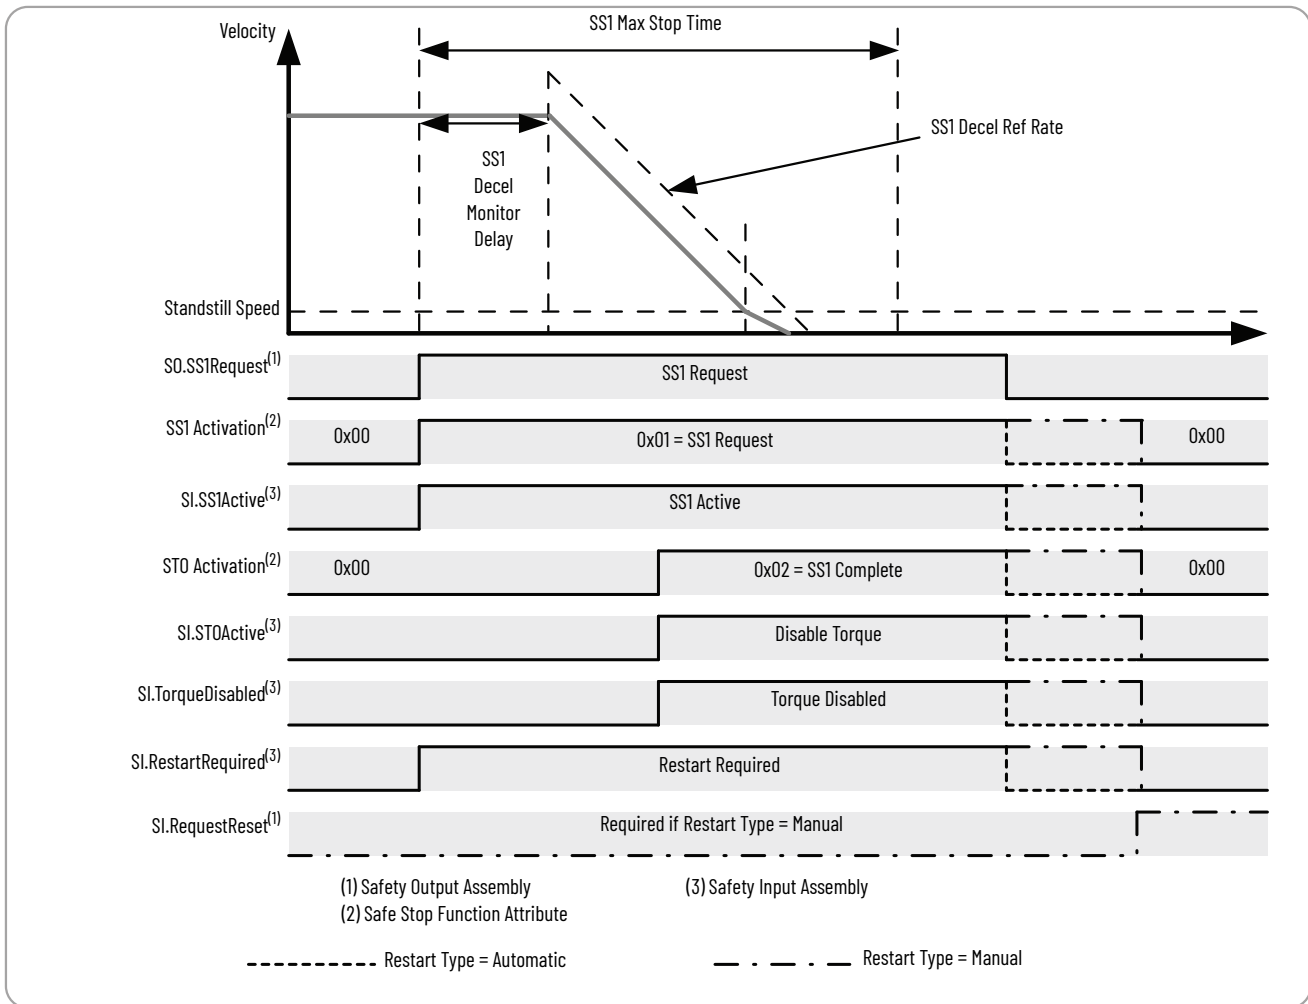 SS1 Max Stop Time
Velocity
SS1 Decel Ref Rate
SS1
Decel
Monitor
Delay
Standstill Speed
SO.SS1Request(1)
SS1 Request
SS1 Activation(2)
0x00
0x01 = SS1 Request
0x00
SI.SS1Active(3)
SS1 Active
STO Activation(2)
0x00
0x02 = SS1 Complete
0x00
SI.STOActive(3)
Disable Torque
SI.TorqueDisabled(3)
Torque Disabled
SI.RestartRequired(3)
Restart Required
SI.RequestReset(1)
Required if Restart Type = Manual
(1) Safety Output Assembly
(3) Safety Input Assembly
(2) Safe Stop Function Attribute
Restart Type = Automatic
Restart Type = Manual